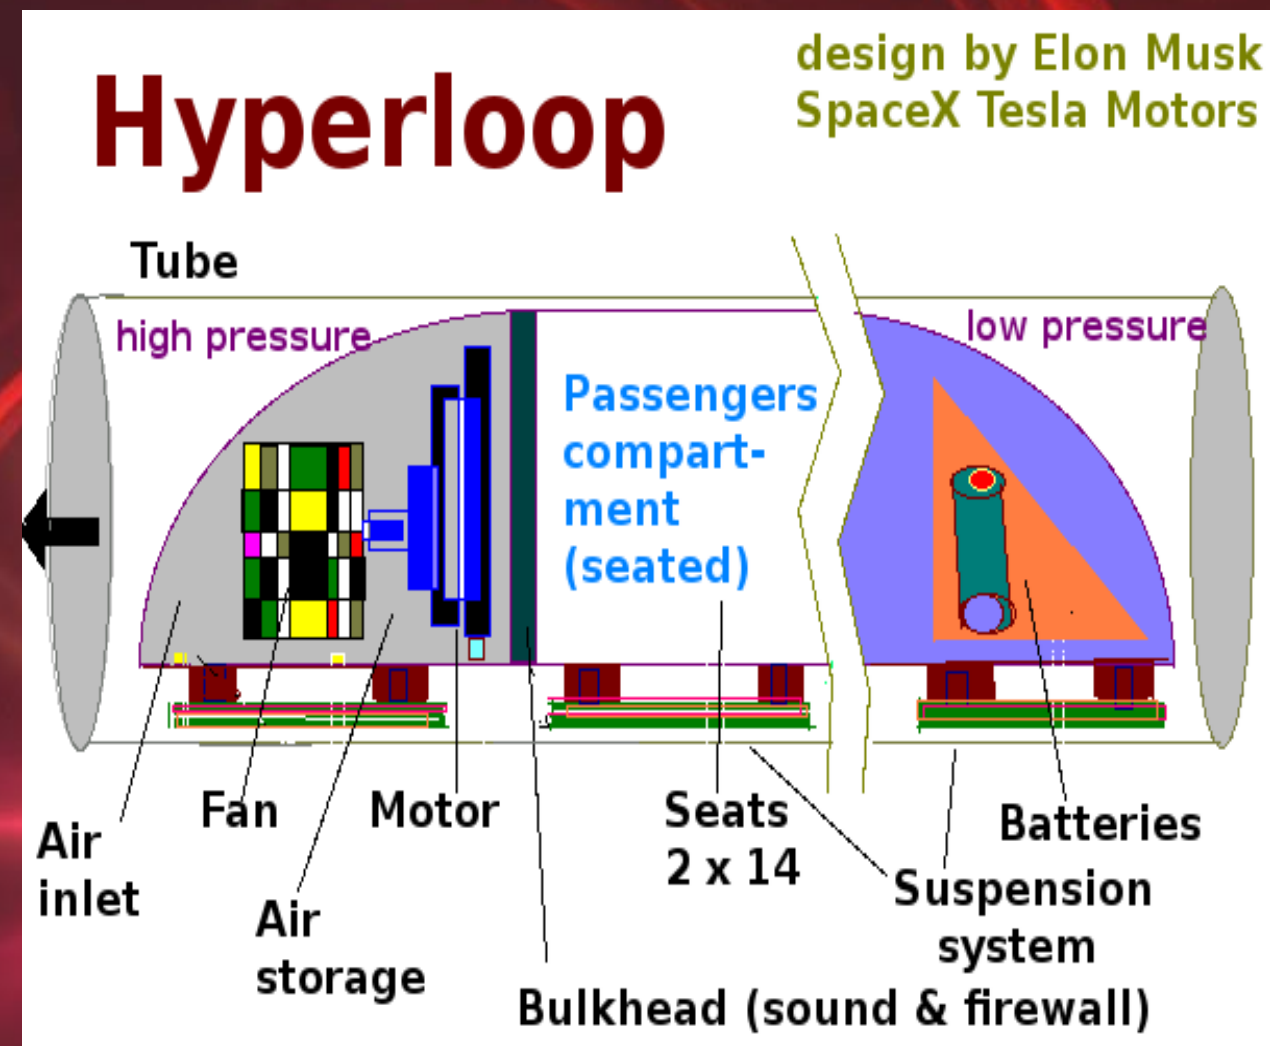 Hyperloop
design by Elon Musk
SpaceX Tesla Motors
Tube
high pressure
low pressure
Passengers
compart-
ment
(seated)
Fan
Motor
Seats
2 x 14
Batteries
Air
inlet
Air
storage
Suspension
system
Bulkhead (sound & firewall)